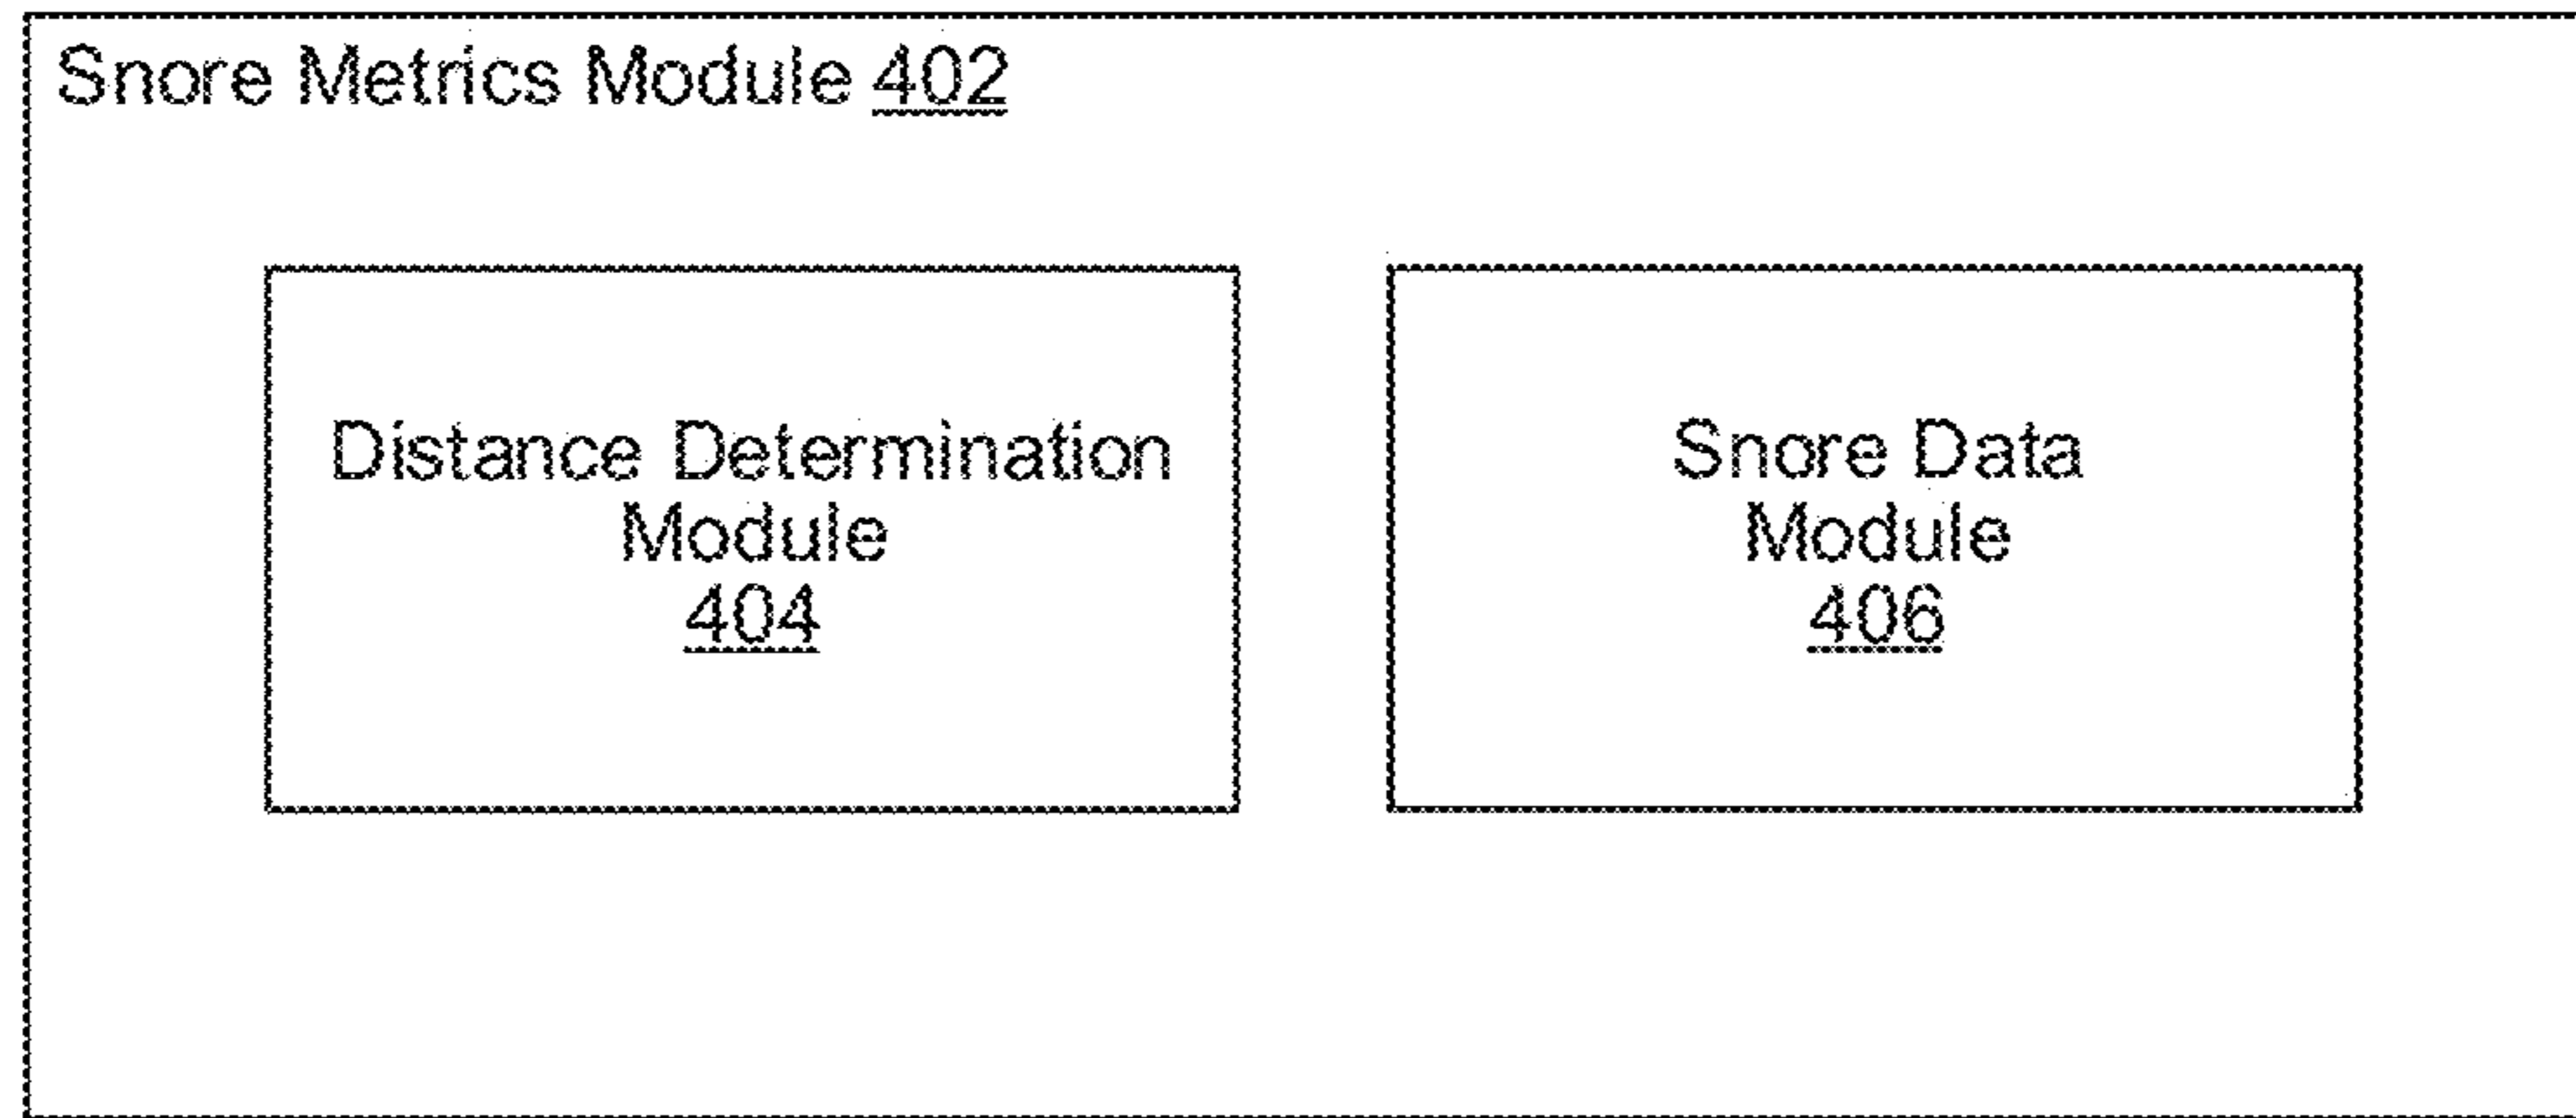 Snore Metrics Module 402
Distance Determination
Module
404
Snore Data
Module
406